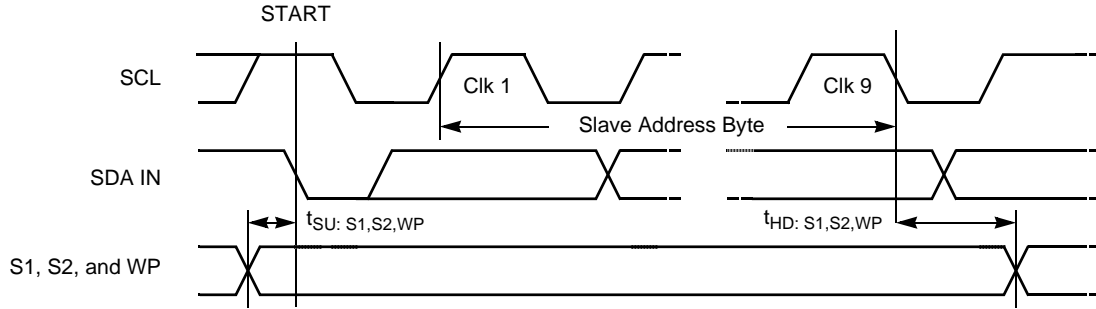 START
SCL
Clk 1
Clk 9
Slave Address Byte
SDA IN
tSU: S1,S2,WP
tHD: S1,S2,WP
S1, S2, and WP